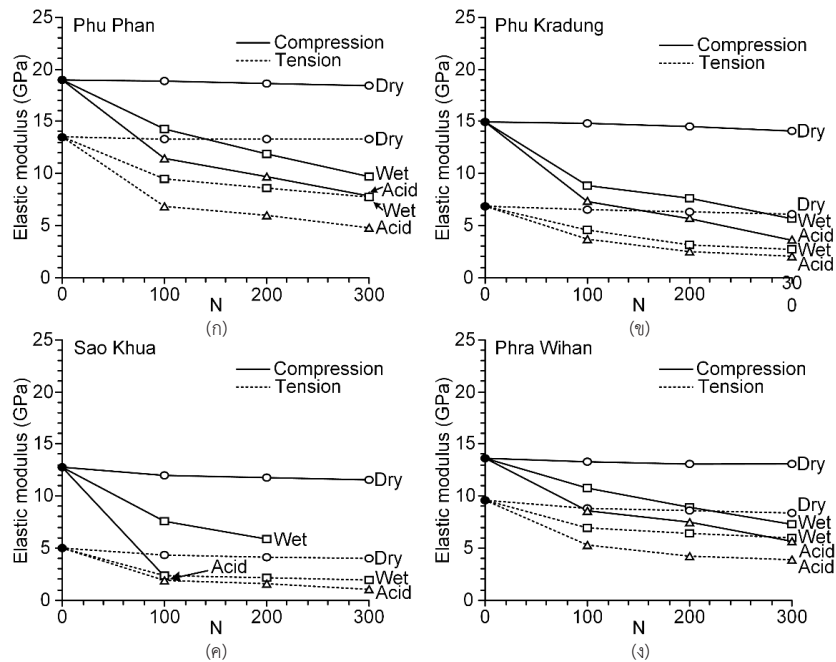 Phu Phan
Compression
Tension
Elastic modulus (GPa)
25
20
15
10
5
0
Dry
Dry
Wet
Acid
Wet
Acid
0 100 200 300
N
(ก)
Phu Kradung
Compression
Tension
Elastic modulus (GPa)
25
20
15
10
5
0
Dry
Wet
Acid
Wet
Acid
Dry
0 100 200 30
0
N
(ข)
Sao Khua
Compression
Tension
Elastic modulus (GPa)
25
20
15
10
5
0
Dry
Wet
Dry
Acid
Wet
Acid
0 100 200 300
N
(ค)
Phra Wihan
Compression
Tension
Elastic modulus (GPa)
25
20
15
10
5
0
Dry
Dry
Wet
Wet
Acid
Acid
0 100 200 300
N
(ง)